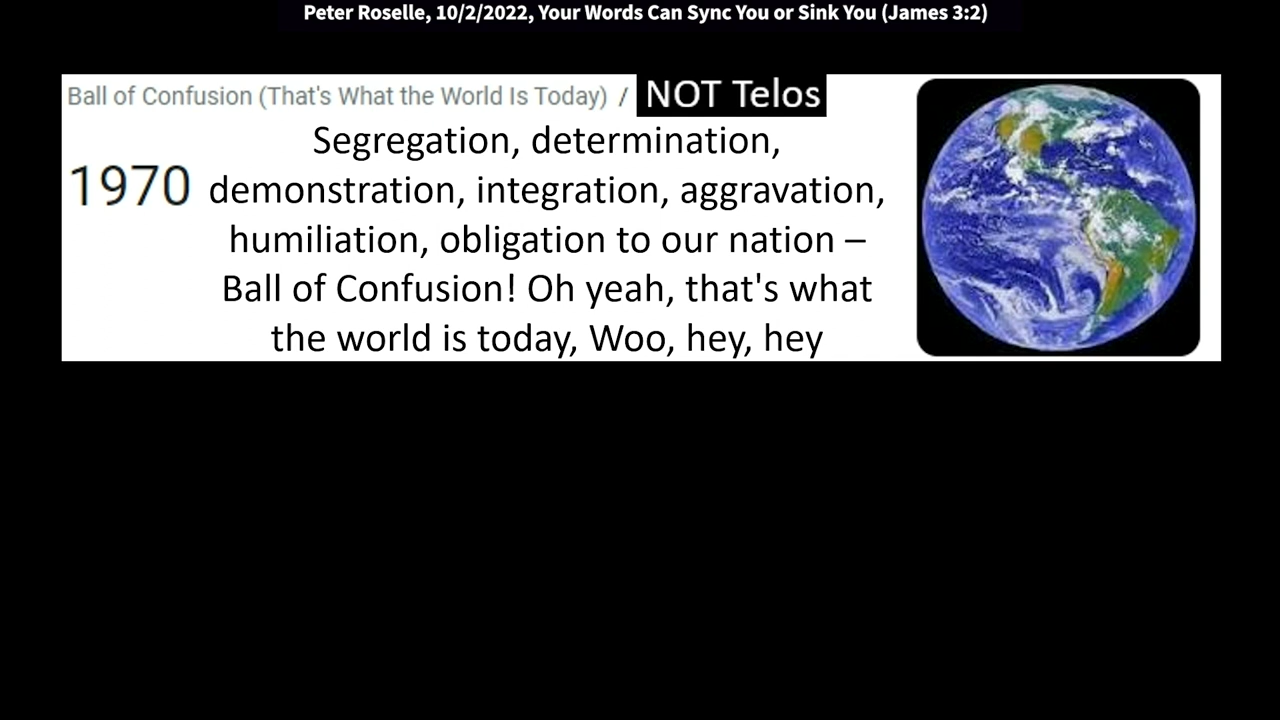 Peter Roselle, 10/2/2022, Your Words Can Sync You or Sink You (James 3:2)
Ball of Confusion (That's What the World Is Today) / NOT Telos
Segregation, determination,
1970 demonstration, integration, aggravation,
humiliation, obligation to our nation –
Ball of Confusion! Oh yeah, that's what
the world is today, Woo, hey, hey